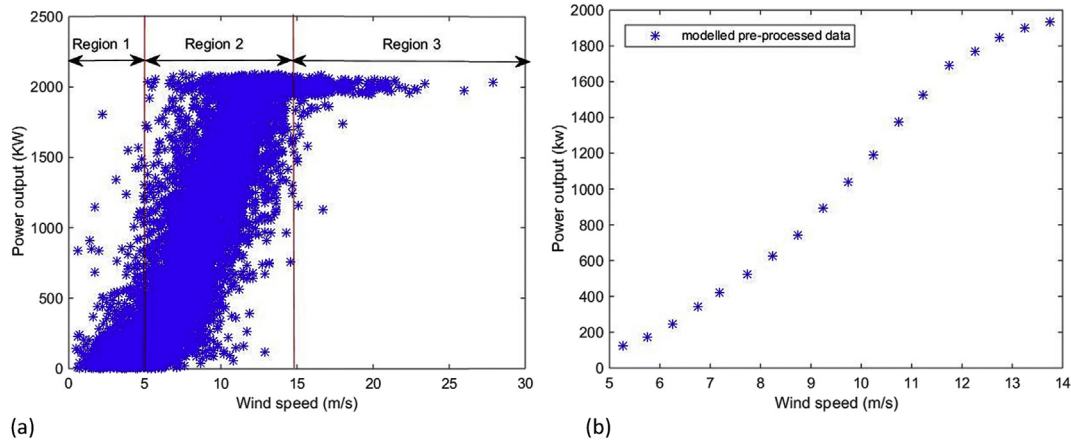 2500
2000
1500
1000
500
0
Power output (KW)
Region 1
Region 2
Region 3
0 5 10 15 20 25 30
Wind speed (m/s)
(a)
2000
1800
1600
1400
1200
1000
800
600
400
200
0
Power output (kw)
modelled pre-processed data
5 6 7 8 9 10 11 12 13 14
Wind speed (m/s)
(b)